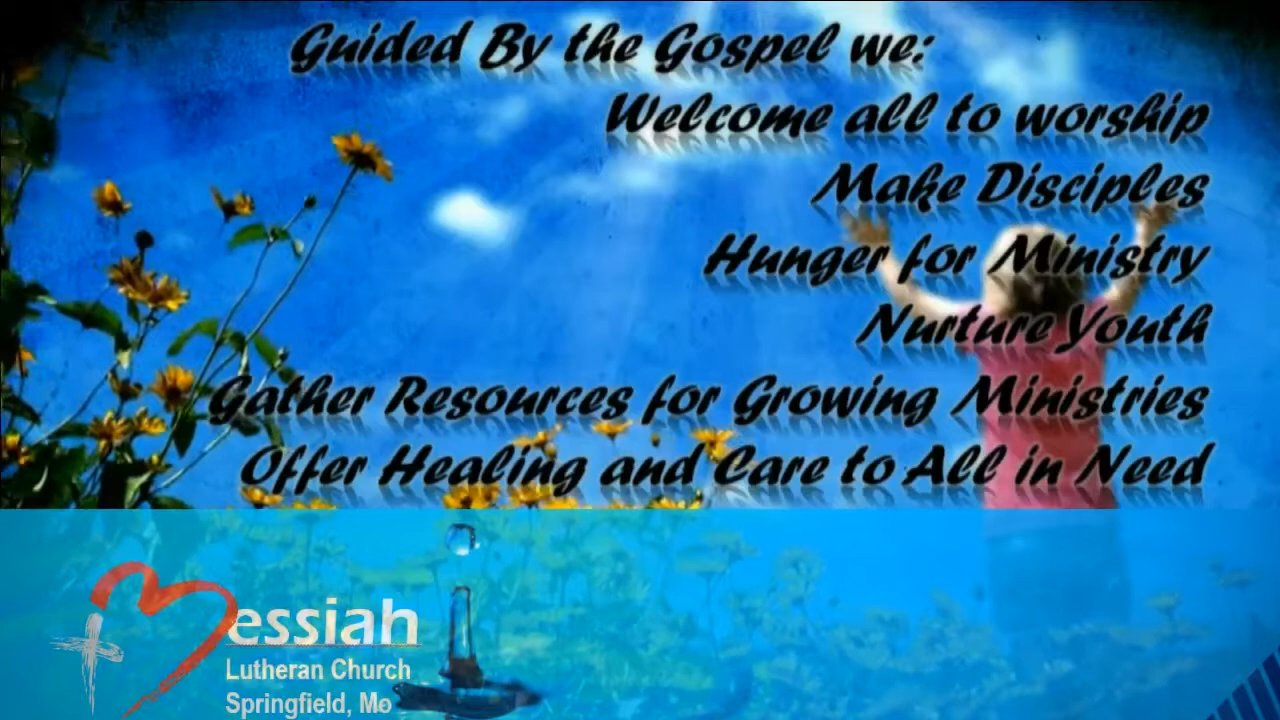 Guided By the Gospel we:
Welcome all to worship
Make Disciples
Hunger for Ministry
Nurture Youth
Gather Resources for Growing Ministries
Offer Healing and Care to All in Need
Messiah
Lutheran Church
Springfield, Mo